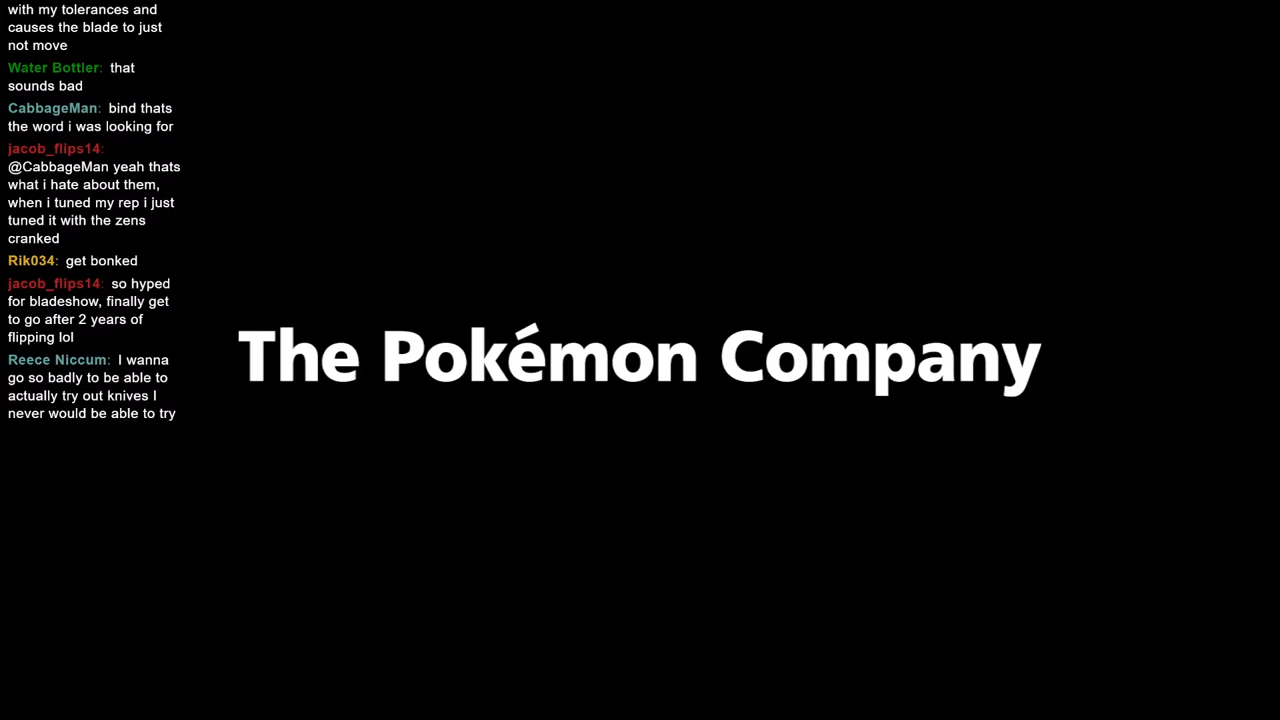 with my tolerances and
causes the blade to just
not move
Water Bottler: that
sounds bad
CabbageMan: bind thats
the word i was looking for
jacob_flips14:
@CabbageMan yeah thats
what i hate about them,
when i tuned my rep i just
tuned it with the zens
cranked
Rik034: get bonked
jacob_flips14: so hyped
for bladeshow, finally get
to go after 2 years of
flipping lol
Reece Niccum: I wanna
go so badly to be able to
actually try out knives I
never would be able to try
The Pokémon Company